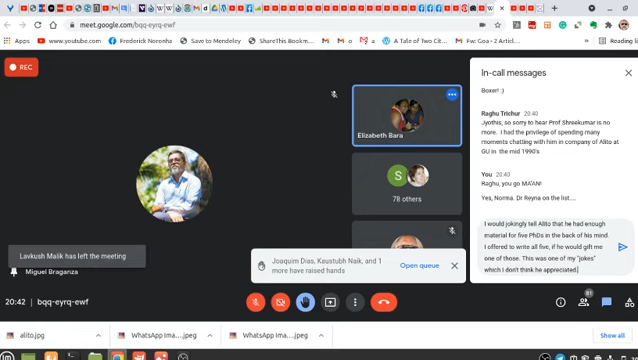 meet.google.com/bqq-eyrq-ewf
Apps www.youtube.com Frederick Noronha Save to Mendeley ShareThis Bookm... M a A Tale of Two Cit... Fw: Goa - 2 Articl... Reading lis
REC
In-call messages
Boxer! :)
Raghu Trichur 20:40
Jyothis, so sorry to hear Prof Shreekumar is no
more. I had the privilege of spending many
moments chatting with him in company of Alito at
GU in the mid 1990's
You 20:40
Raghu, you go MA'AN!
Yes, Norma. Dr Reyna on the list....
I would jokingly tell Alito that he had enough
material for five PhDs in the back of his mind.
I offered to write all five, if he would gift me
one of those. This was one of my "jokes"
which I don't think he appreciated.
Elizabeth Bara
S
78 others
Lavkush Malik has left the meeting
Miguel Braganza
Joaquim Dias, Kaustubh Naik, and 1
more have raised hands
Open queue
20:42 bqq-eyrq-ewf
81
alito.jpg
WhatsApp Ima....jpeg
WhatsApp Ima....jpeg
Show all